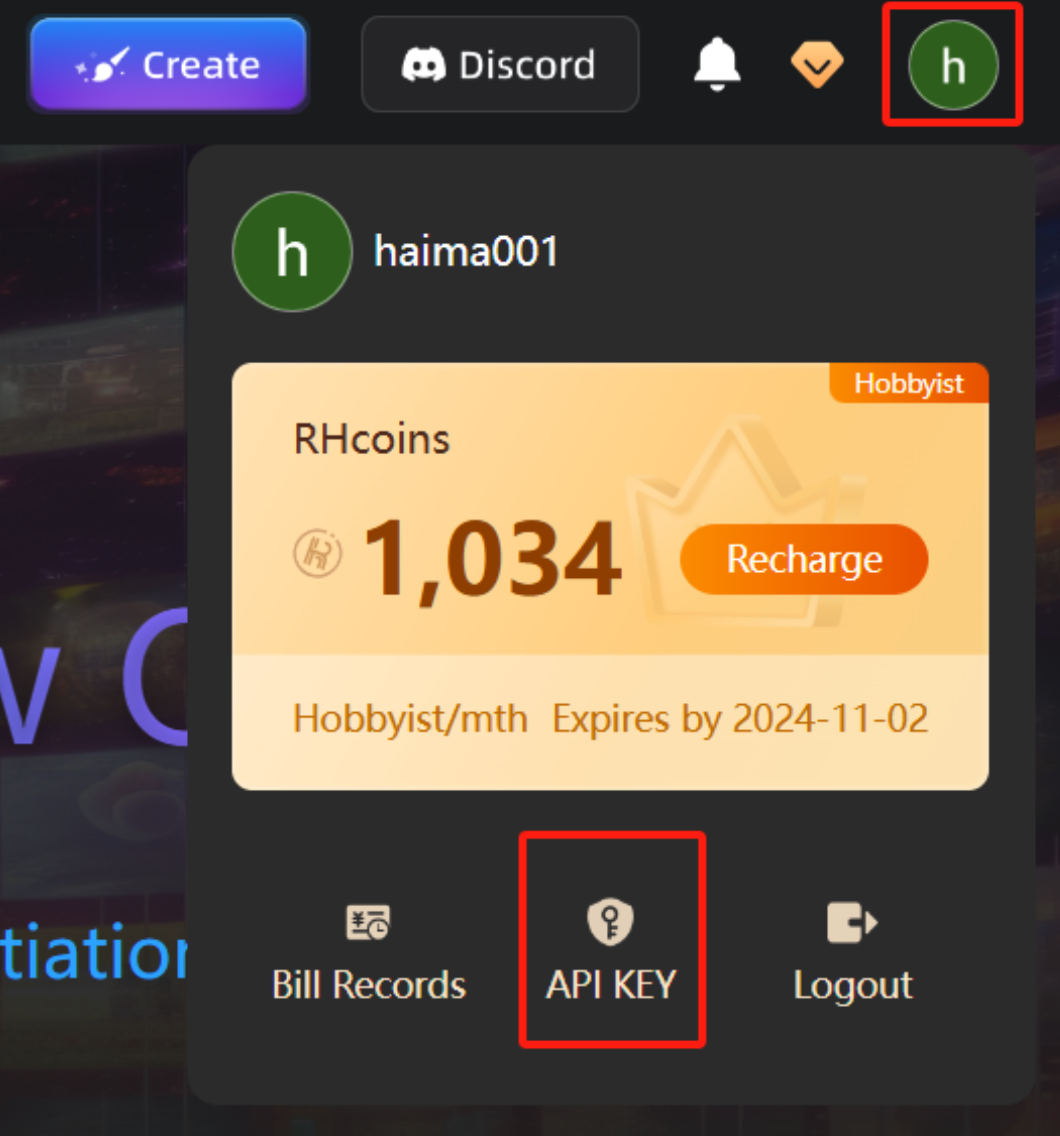 Create Discord h
h haima001
Hobbyist
RHcoins
1,034 Recharge
Hobbyist/mth Expires by 2024-11-02
w
tiation
Bill Records API KEY Logout